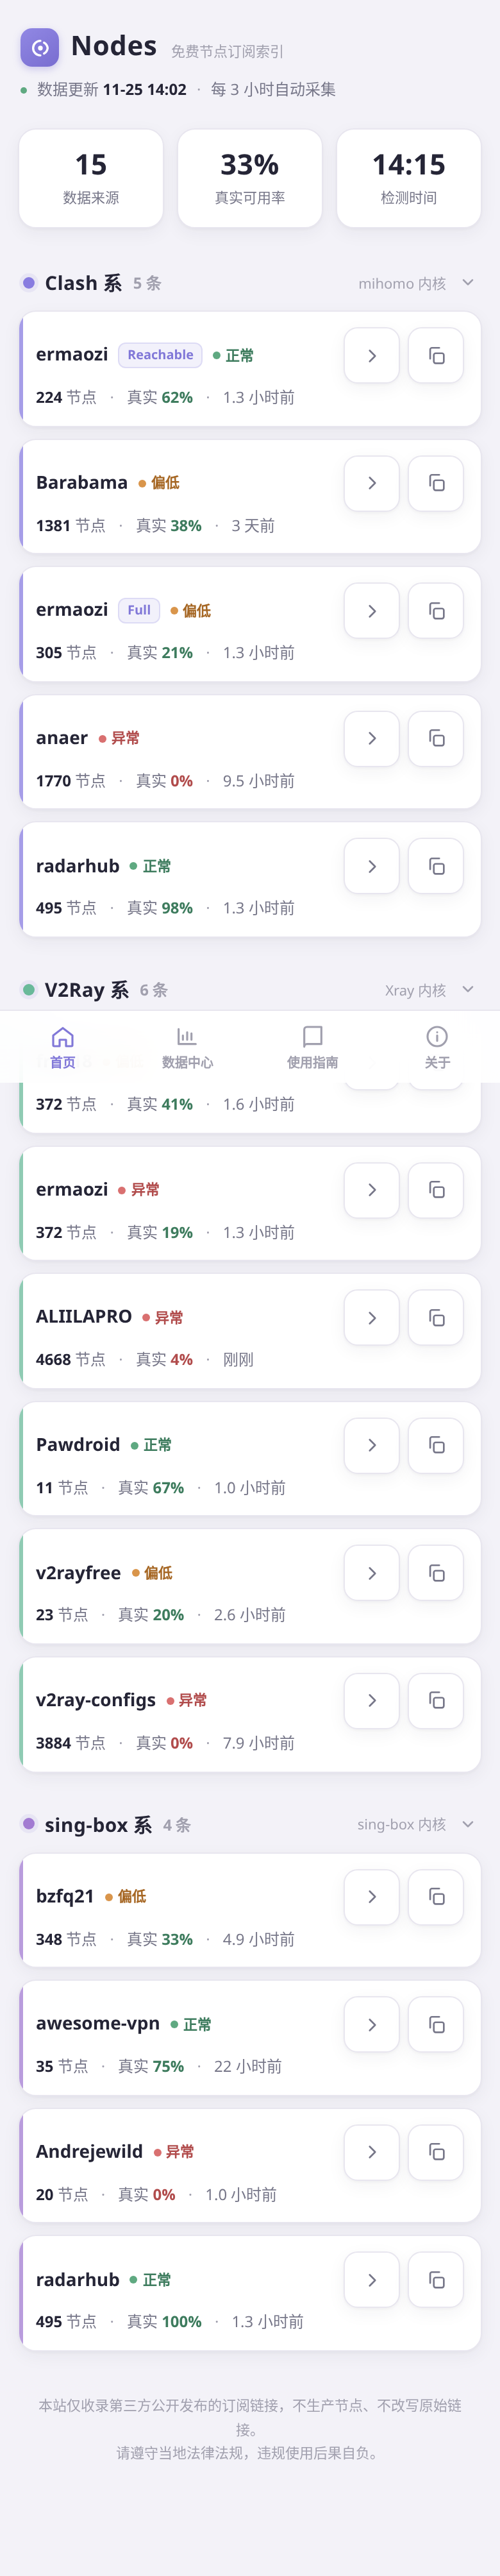 Nodes 免费节点订阅索引
数据更新 11-25 14:02 · 每 3 小时自动采集
15 33% 14:15
数据来源 真实可用率 检测时间
Clash 系 5 条 mihomo 内核
ermaozi Reachable 正常
224 节点 · 真实 62% · 1.3 小时前
Barabama 偏低
1381 节点 · 真实 38% · 3 天前
ermaozi Full 偏低
305 节点 · 真实 21% · 1.3 小时前
anaer 异常
1770 节点 · 真实 0% · 9.5 小时前
radarhub 正常
495 节点 · 真实 98% · 1.3 小时前
V2Ray 系 6 条 Xray 内核
首页 数据中心 使用指南 关于
372 节点 · 真实 41% · 1.6 小时前
ermaozi 异常
372 节点 · 真实 19% · 1.3 小时前
ALIILAPRO 异常
4668 节点 · 真实 4% · 刚刚
Pawdroid 正常
11 节点 · 真实 67% · 1.0 小时前
v2rayfree 偏低
23 节点 · 真实 20% · 2.6 小时前
v2ray-configs 异常
3884 节点 · 真实 0% · 7.9 小时前
sing-box 系 4 条 sing-box 内核
bzfq21 偏低
348 节点 · 真实 33% · 4.9 小时前
awesome-vpn 正常
35 节点 · 真实 75% · 22 小时前
Andrejewild 异常
20 节点 · 真实 0% · 1.0 小时前
radarhub 正常
495 节点 · 真实 100% · 1.3 小时前
本站仅收录第三方公开发布的订阅链接，不生产节点、不改写原始链
接。
请遵守当地法律法规，违规使用后果自负。